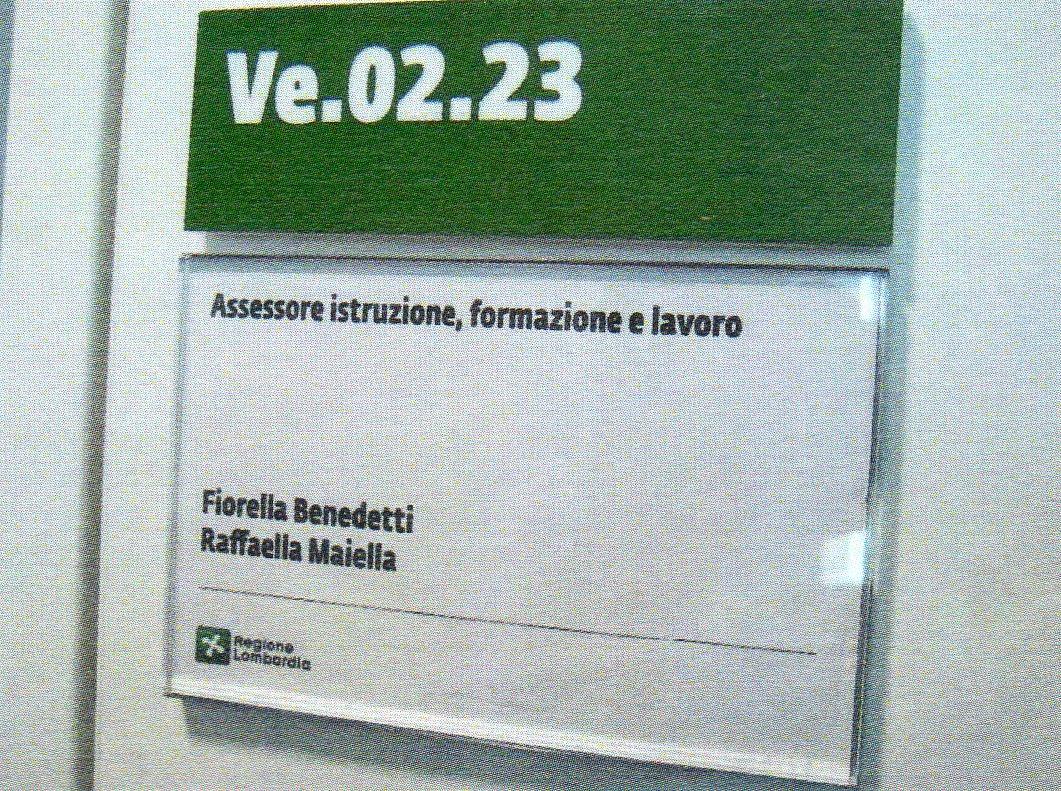 Ve.02.23
Assessore istruzione, formazione e lavoro
Fiorella Benedetti
Raffaella Maiella
Regione
Lombardia